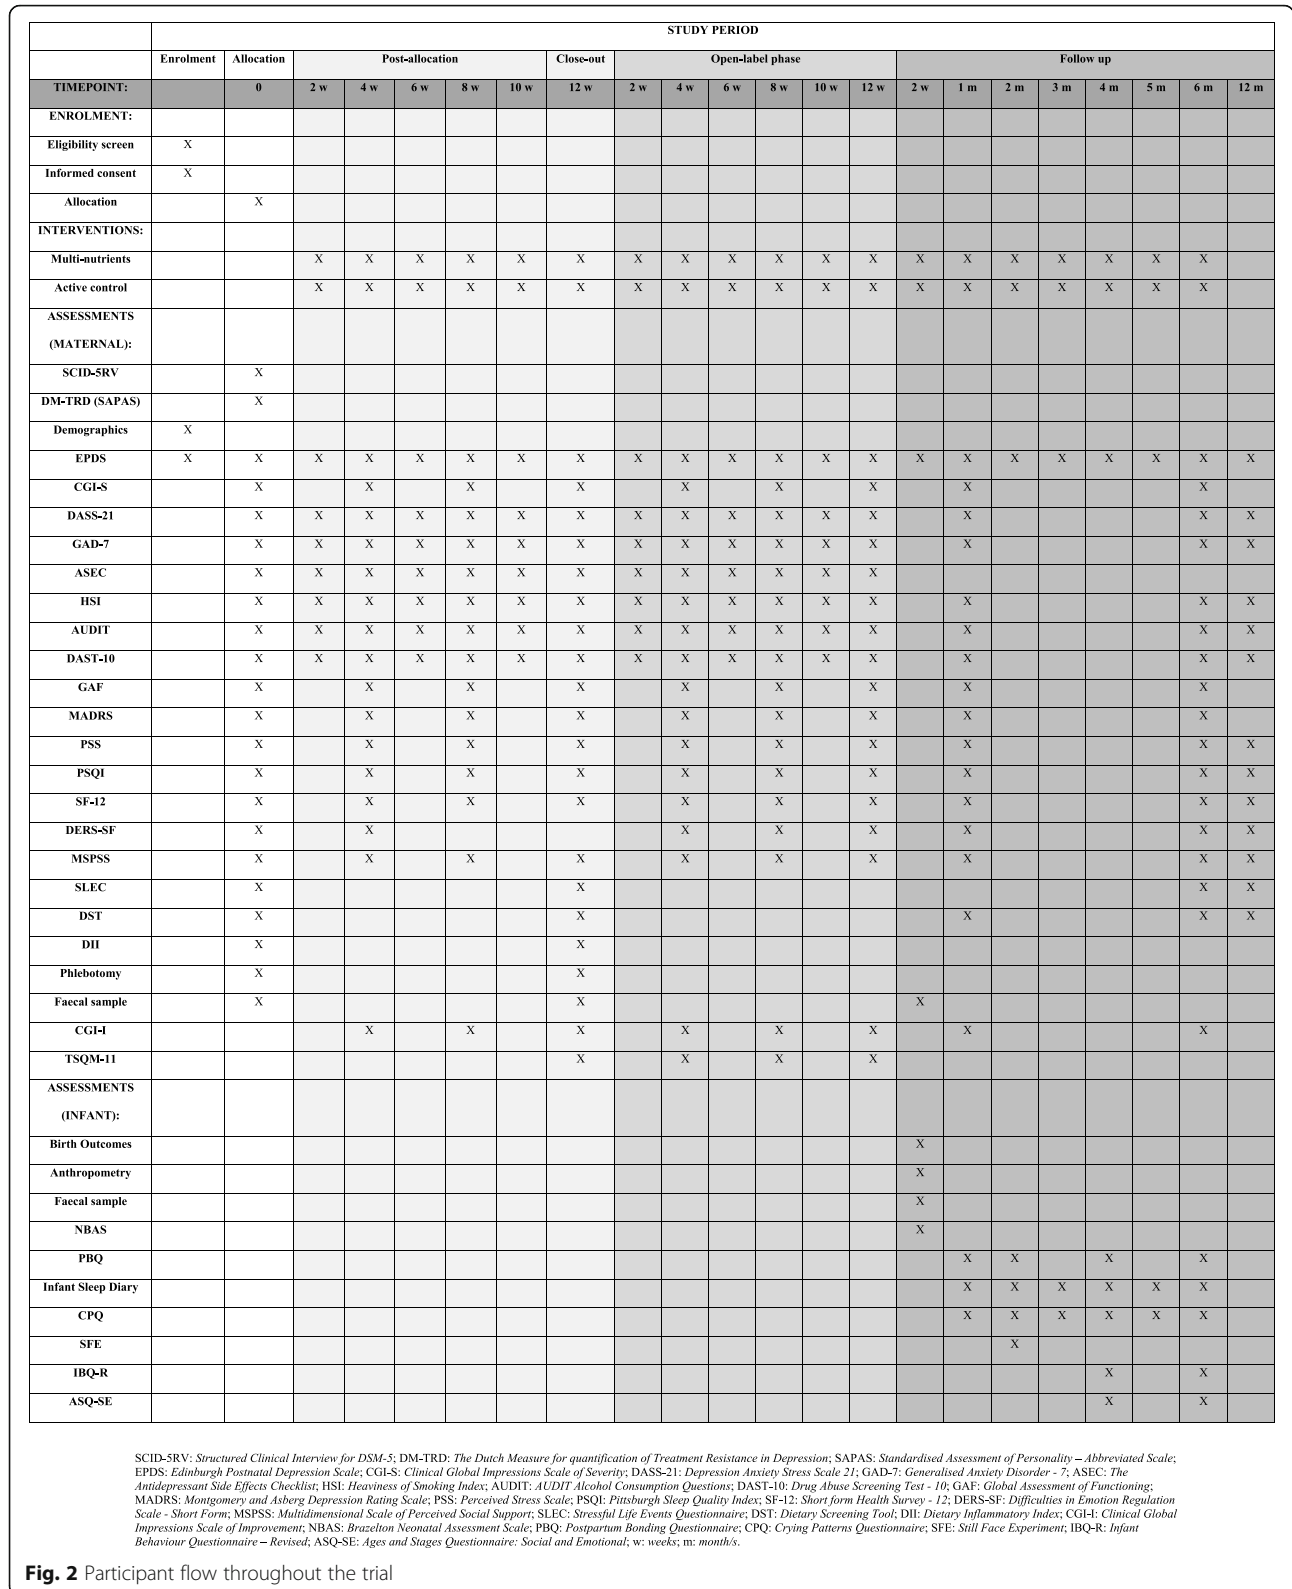 STUDY PERIOD
Enrolment Allocation Post-allocation Close-out Open-label phase Follow up
TIMEPOINT: 0 2 w 4 w 6 w 8 w 10 w 12 w 2 w 4 w 6 w 8 w 10 w 12 w 2 w 1 m 2 m 3 m 4 m 5 m 6 m 12 m
ENROLMENT:
Eligibility screen X
Informed consent X
Allocation X
INTERVENTIONS:
Multi-nutrients X X X X X X X X X X X X X X X X X X X
Active control X X X X X X X X X X X X X X X X X X X
ASSESSMENTS
(MATERNAL):
SCID-5RV X
DM-TRD (SAPAS) X
Demographics X
EPDS X X X X X X X X X X X X X X X X X X X X X X
CGI-S X X X X X X X X X
DASS-21 X X X X X X X X X X X X X X X X
GAD-7 X X X X X X X X X X X X X X X X
ASEC X X X X X X X X X X X X X
HSI X X X X X X X X X X X X X X X X
AUDIT X X X X X X X X X X X X X X X X
DAST-10 X X X X X X X X X X X X X X X X
GAF X X X X X X X X X
MADRS X X X X X X X X X
PSS X X X X X X X X X X
PSQI X X X X X X X X X X
SF-12 X X X X X X X X X X
DERS-SF X X X X X X X X
MSPSS X X X X X X X X X X
SLEC X X X X
DST X X X X X
DII X X
Phlebotomy X X
Faecal sample X X X
CGI-I X X X X X X X X
TSQM-11 X X X X
ASSESSMENTS
(INFANT):
Birth Outcomes X
Anthropometry X
Faecal sample X
NBAS X
PBQ X X X X
Infant Sleep Diary X X X X X X
CPQ X X X X X X
SFE X
IBQ-R X X
ASQ-SE X X
SCID-5RV: Structured Clinical Interview for DSM-5; DM-TRD: The Dutch Measure for quantification of Treatment Resistance in Depression; SAPAS: Standardised Assessment of Personality – Abbreviated Scale;
EPDS: Edinburgh Postnatal Depression Scale; CGI-S: Clinical Global Impressions Scale of Severity; DASS-21: Depression Anxiety Stress Scale 21; GAD-7: Generalised Anxiety Disorder - 7; ASEC: The
Antidepressant Side Effects Checklist; HSI: Heaviness of Smoking Index; AUDIT: AUDIT Alcohol Consumption Questions; DAST-10: Drug Abuse Screening Test - 10; GAF: Global Assessment of Functioning;
MADRS: Montgomery and Asberg Depression Rating Scale; PSS: Perceived Stress Scale; PSQI: Pittsburgh Sleep Quality Index; SF-12: Short form Health Survey - 12; DERS-SF: Difficulties in Emotion Regulation
Scale - Short Form; MSPSS: Multidimensional Scale of Perceived Social Support; SLEC: Stressful Life Events Questionnaire; DST: Dietary Screening Tool; DII: Dietary Inflammatory Index; CGI-I: Clinical Global
Impressions Scale of Improvement; NBAS: Brazelton Neonatal Assessment Scale; PBQ: Postpartum Bonding Questionnaire; CPQ: Crying Patterns Questionnaire; SFE: Still Face Experiment; IBQ-R: Infant
Behaviour Questionnaire – Revised; ASQ-SE: Ages and Stages Questionnaire: Social and Emotional; w: weeks; m: month/s.
Fig. 2 Participant flow throughout the trial